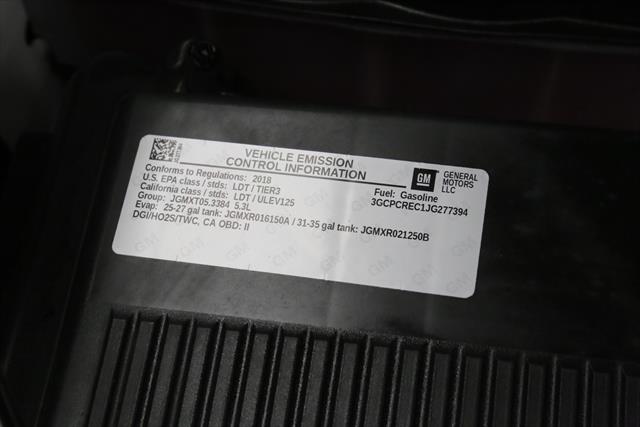 VEHICLE EMISSION
CONTROL INFORMATION
GM
GENERAL
MOTORS
LLC
Conforms to Regulations: 2018
U.S. EPA class / stds: LDT / TIER3
California class / stds: LDT / ULEV125
Group: JGMXT05.3384 5.3L
Evap: 25-27 gal tank: JGMXR016150A / 31-35 gal tank: JGMXR021250B
DGI//HO2S/TWC, CA OBD: II
Fuel: Gasoline
3GCPCREC1JG277394